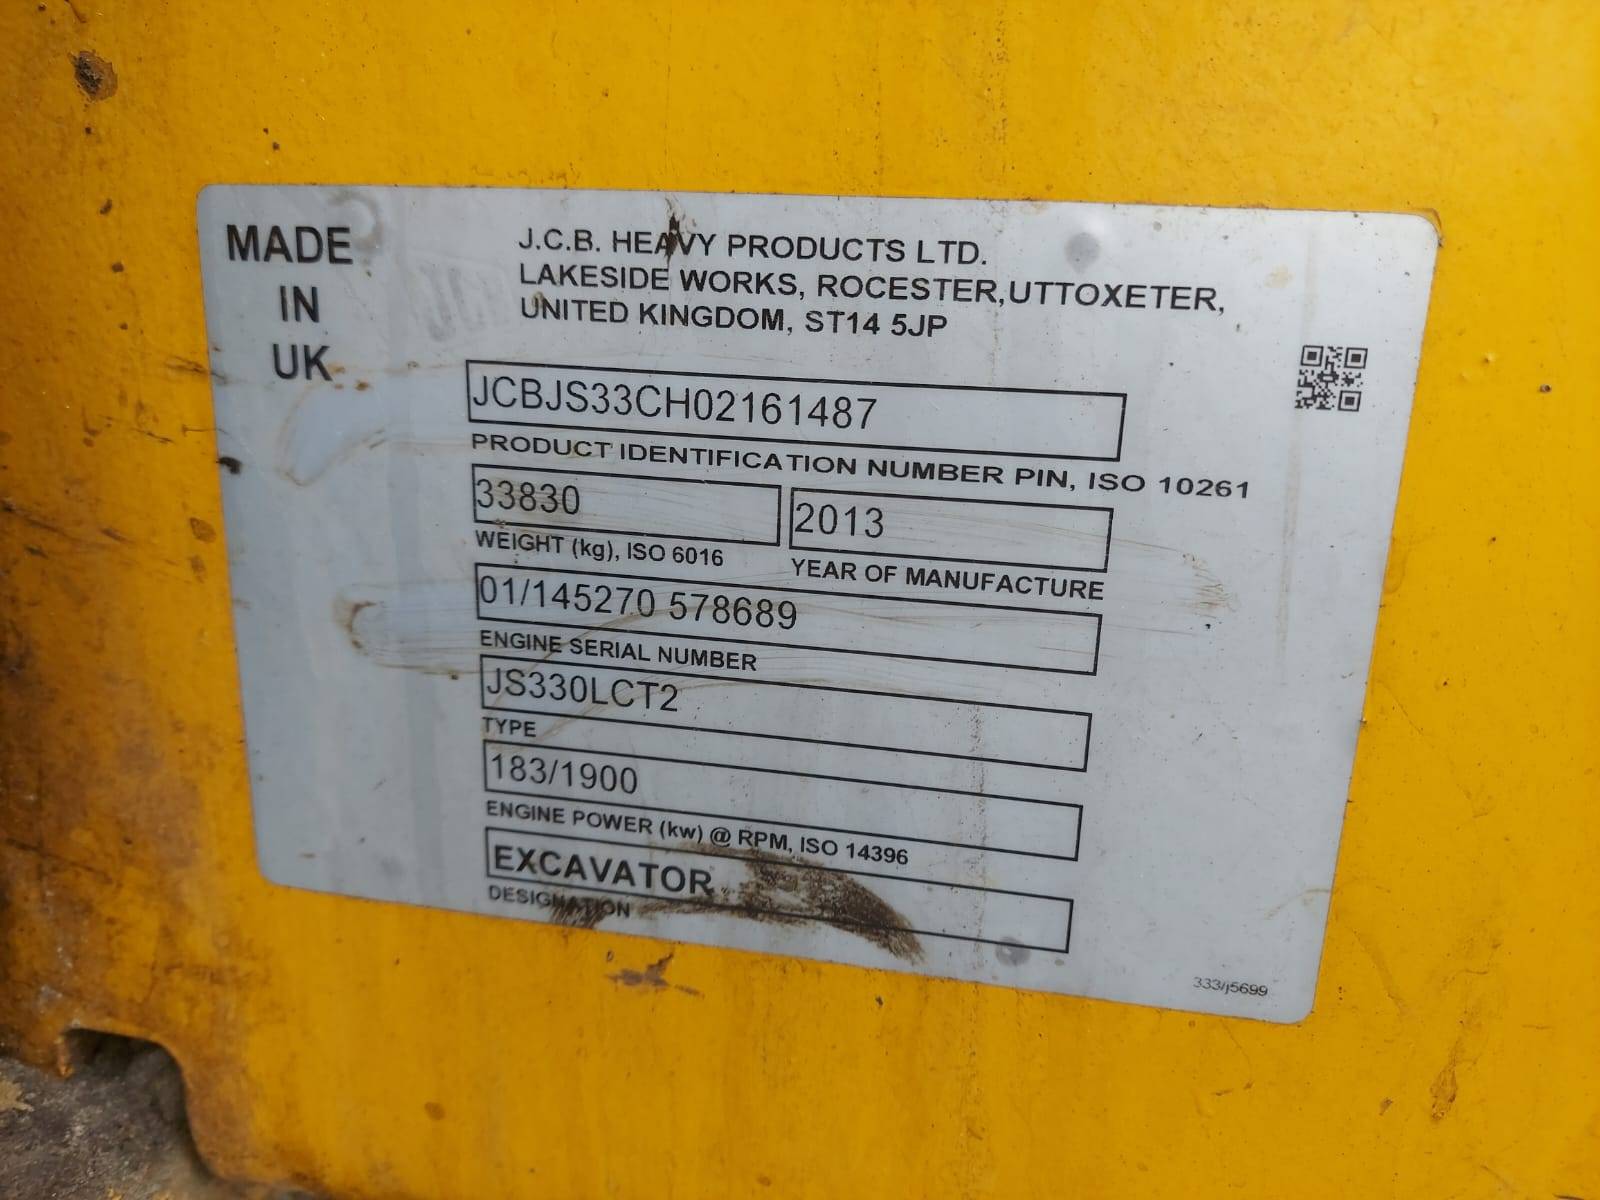 MADE
IN
UK
J.C.B. HEAVY PRODUCTS LTD.
LAKESIDE WORKS, ROCESTER,UTTOXETER,
UNITED KINGDOM, ST14 5JP
JCBJS33CH02161487
PRODUCT IDENTIFICATION NUMBER PIN, ISO 10261
33830
WEIGHT (kg), ISO 6016
2013
YEAR OF MANUFACTURE
01/145270 578689
ENGINE SERIAL NUMBER
JS330LCT2
TYPE
183/1900
ENGINE POWER (kw) @ RPM, ISO 14396
EXCAVATOR
DESIGNATION
333/j5699